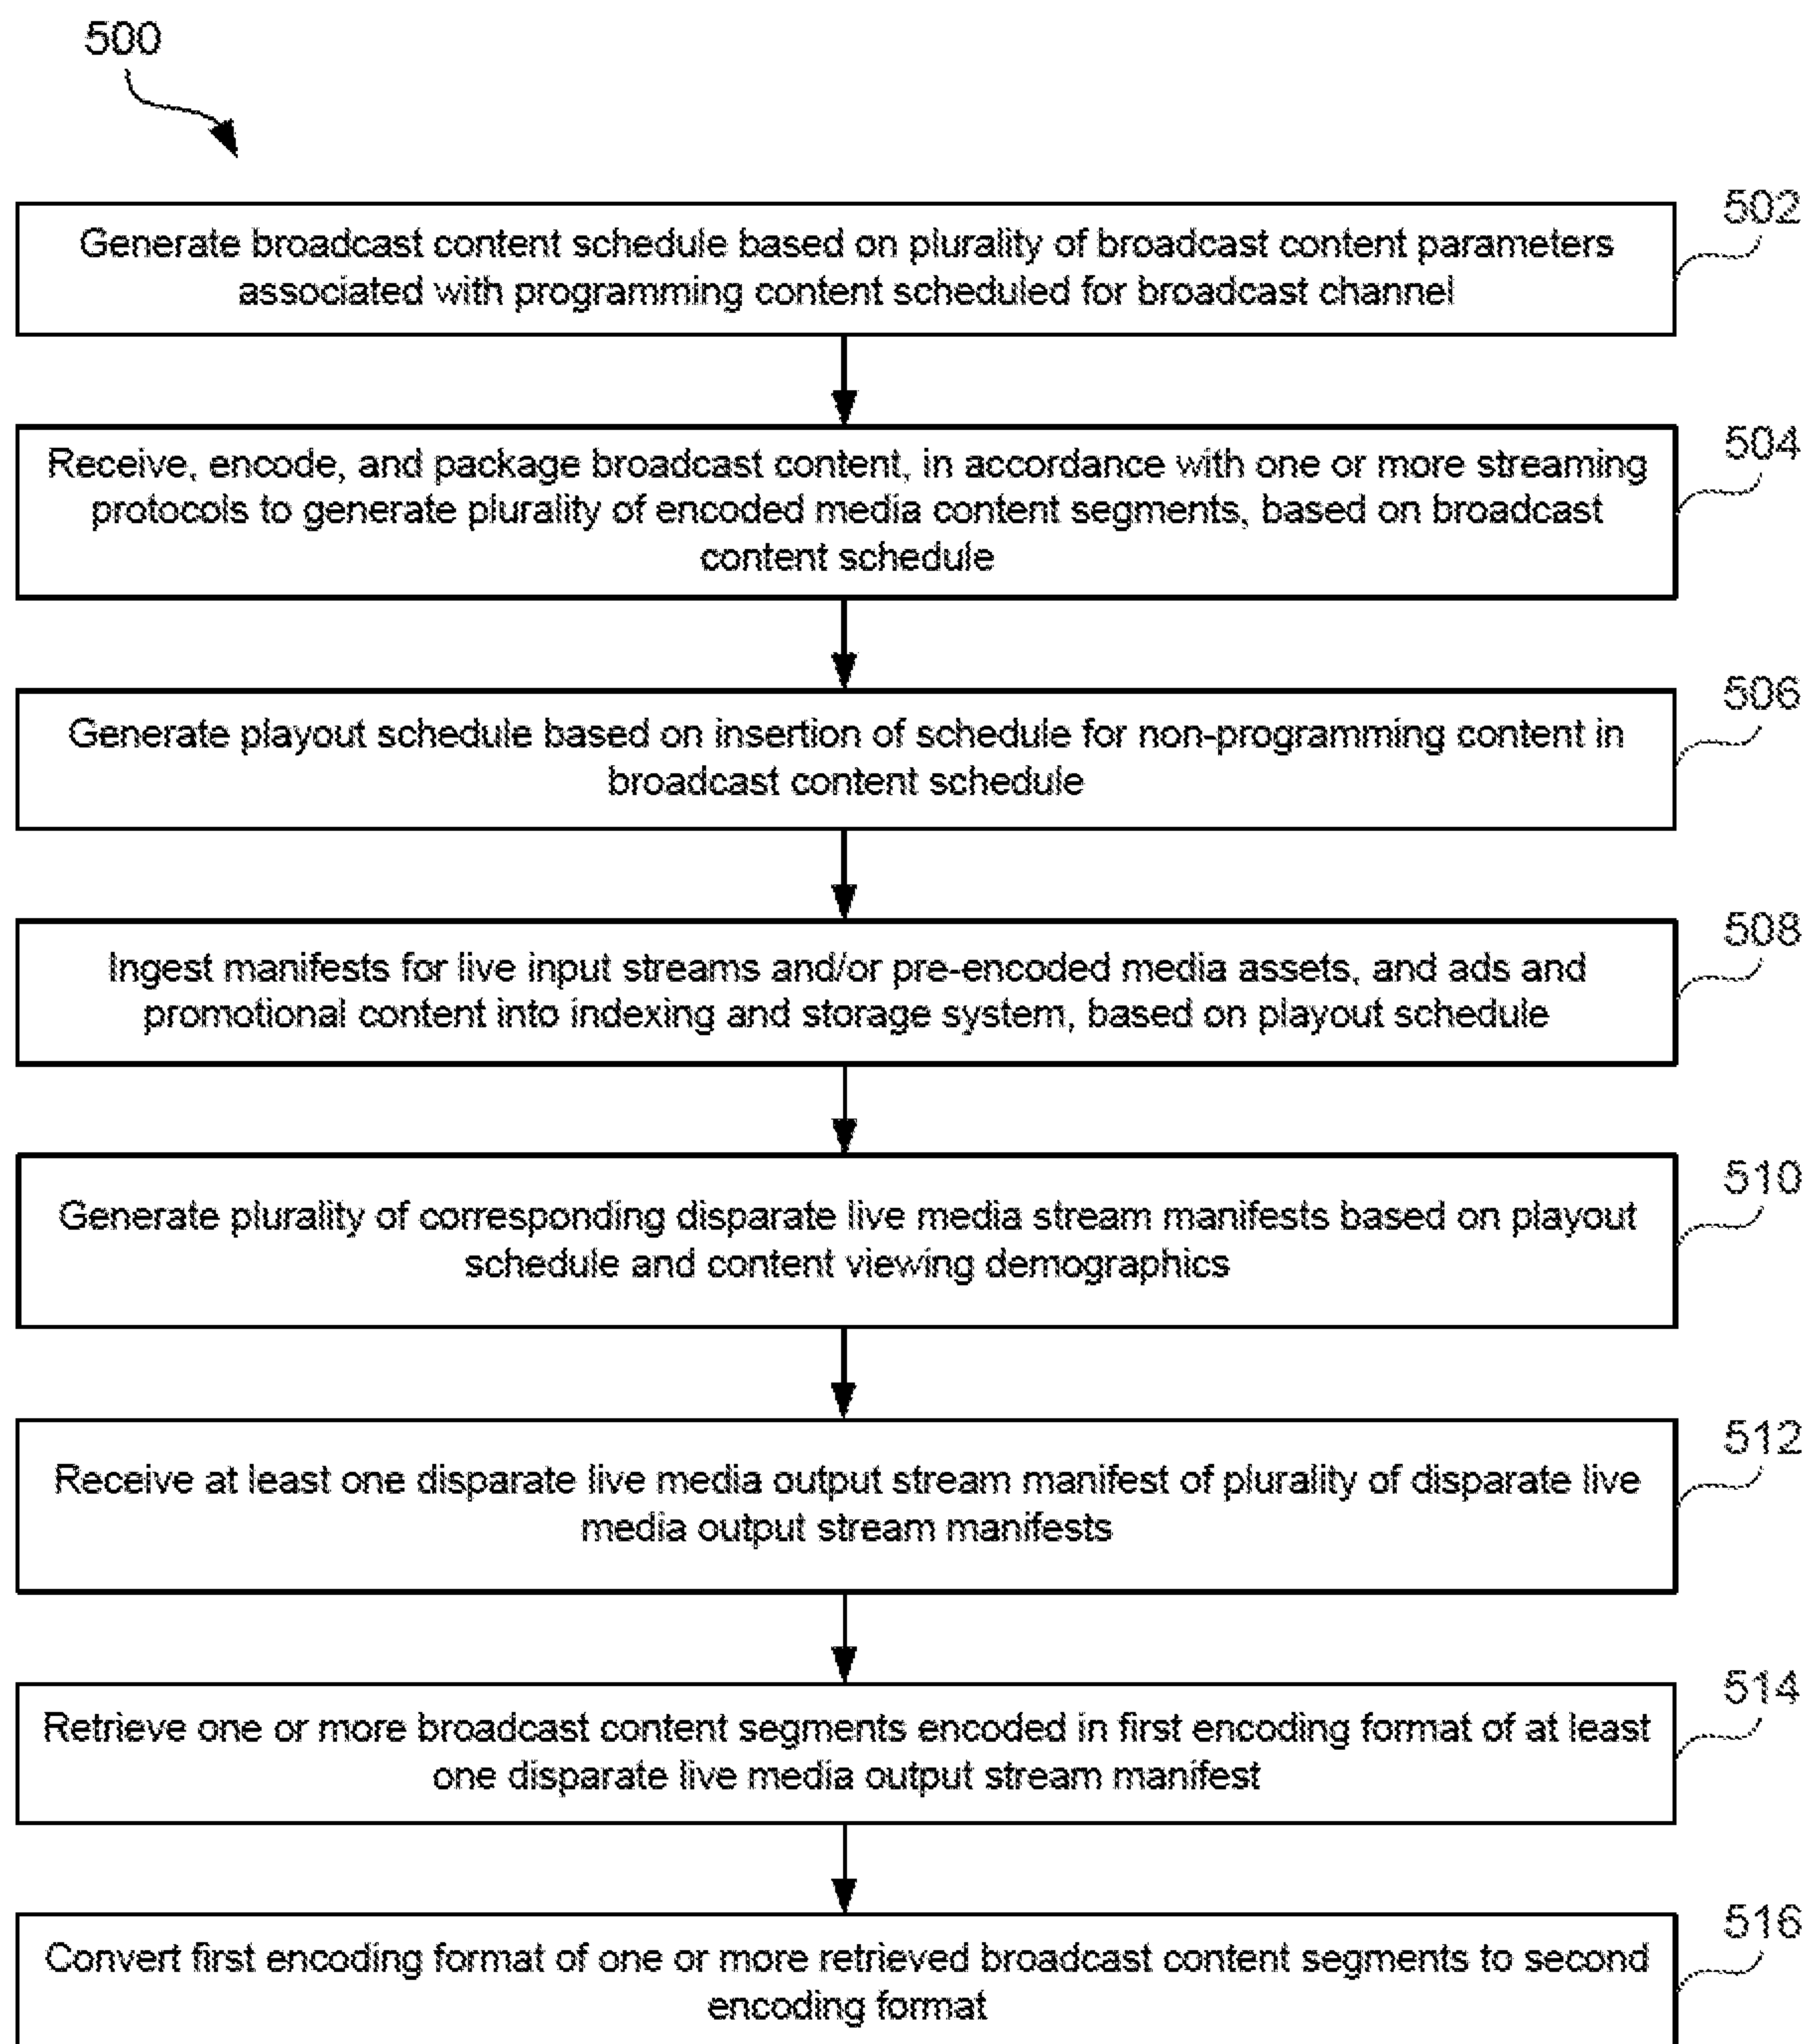 500
502
Generate broadcast content schedule based on plurality of broadcast content parameters
associated with programming content scheduled for broadcast channel
504
Receive, encode, and package broadcast content, in accordance with one or more streaming
protocols to generate plurality of encoded media content segments, based on broadcast
content schedule
506
Generate playout schedule based on insertion of schedule for non-programming content in
broadcast content schedule
508
Ingest manifests for live input streams and/or pre-encoded media assets, and ads and
promotional content into indexing and storage system, based on playout schedule
510
Generate plurality of corresponding disparate live media stream manifests based on playout
schedule and content viewing demographics
512
Receive at least one disparate live media output stream manifest of plurality of disparate live
media output stream manifests
514
Retrieve one or more broadcast content segments encoded in first encoding format of at least
one disparate live media output stream manifest
516
Convert first encoding format of one or more retrieved broadcast content segments to second
encoding format